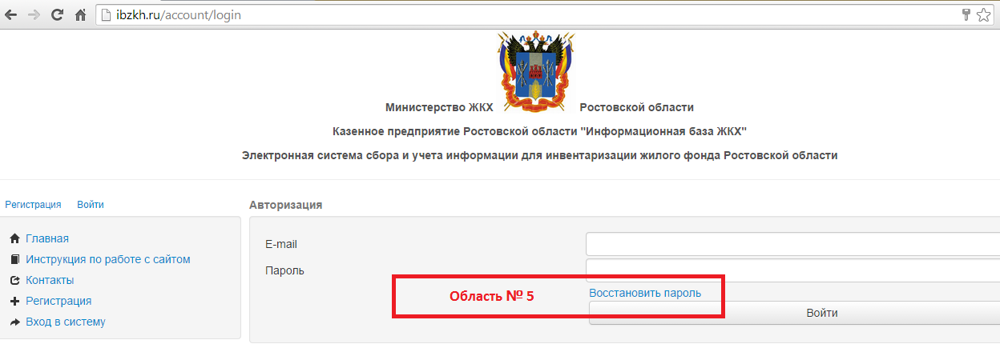 ibzkh.ru/account/login
Министерство ЖКХ Ростовской области
Казенное предприятие Ростовской области "Информационная база ЖКХ"
Электронная система сбора и учета информации для инвентаризации жилого фонда Ростовской области
Регистрация Войти
Авторизация
Главная
Инструкция по работе с сайтом
Контакты
Регистрация
Вход в систему
E-mail
Пароль
Область № 5
Восстановить пароль
Войти